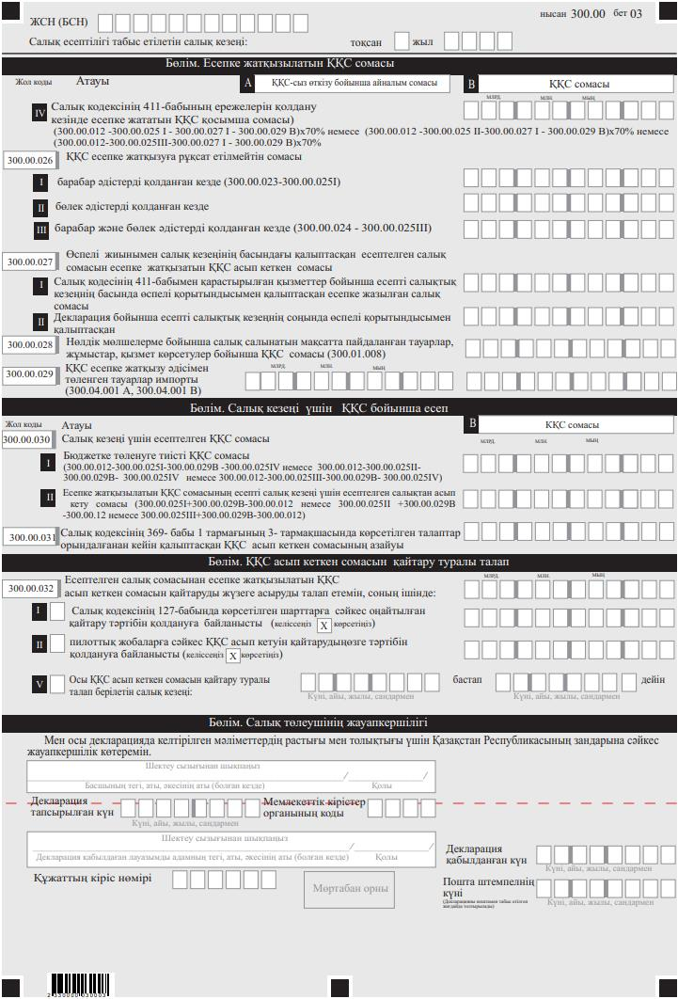 нысан 300.00 бет 03
ЖСН (БСН)
Салық есептілігі табыс етілетін салық кезеңі: тоқсан жыл
Бөлім. Есепке жатқызылатын ҚҚС сомасы
Жол коды Атауы A ҚҚС-сыз өткізу бойынша айналым сомасы B ҚҚС сомасы
млрд. млн. мың
IV Салық кодексінің 411-бабының ережелерін қолдану
кезінде есепке жататын ҚҚС қосымша сомасы)
(300.00.012 -300.00.025 I - 300.00.027 I - 300.00.029 B)х70% немесе (300.00.012 -300.00.025 II-300.00.027 I - 300.00.029 B)х70% немесе
(300.00.012-300.00.025III-300.00.027 I - 300.00.029 B)х70%
300.00.026 ҚҚС есепке жатқызуға рұқсат етілмейтін сомасы
I барабар әдістерді қолданған кезде (300.00.023-300.00.025I)
II бөлек әдістерді қолданған кезде
III барабар және бөлек әдістерді қолданған кезде (300.00.024 - 300.00.025III)
300.00.027 Өспелі жиынымен салық кезеңінің басындағы қалыптасқан есептелген салық
сомасын есепке жатқызатын ҚҚС асып кеткен сомасы
I Салық кодесінің 411-бабымен қарастырылған қызметтер бойынша есепті салықтық
кезеңнің басында өспелі қорытындысымен қалыптасқан есепке жазылған салық
сомасы
II Декларация бойынша есепті салықтық кезеңнің соңында өспелі қорытындысымен
қалыптасқан
300.00.028 Нөлдік мөлшелерме бойынша салық салынатын мақсатта пайдаланған тауарлар,
жұмыстар, қызмет көрсетулер бойынша ҚҚС сомасы (300.01.008)
300.00.029 ҚҚС есепке жатқызу әдісімен млрд. млн. мың
төленген тауарлар импорты
(300.04.001 А, 300.04.001 В)
Бөлім. Салық кезеңі үшін ҚҚС бойынша есеп
Жол коды Атауы B ҚҚС сомасы
300.00.030 Салық кезеңі үшін есептелген ҚҚС сомасы млрд. млн. мың
I Бюджетке төленуге тиісті ҚҚС сомасы
(300.00.012-300.00.025I-300.00.029B -300.00.025IV немесе 300.00.012-300.00.025II-
300.00.029B- 300.00.025IV немесе 300.00.012-300.00.025III-300.00.029B- 300.00.025IV)
II Есепке жатқызылатын ҚҚС сомасының есепті салық кезеңі үшін есептелген салықтан асып
кету сомасы (300.00.025I+300.00.029B-300.00.012 немесе 300.00.025II +300.00.029B
-300.00.12 немесе 300.00.025III+300.00.029B-300.00.012)
300.00.031 Салық кодексінің 369- бабы 1 тармағының 3- тармақшасында көрсетілген талаптар
орындалғанан кейін қалыптасқан ҚҚС асып кеткен сомасының азайуы
Бөлім. ҚҚС асып кеткен сомасын қайтару туралы талап
300.00.032 Есептелген салық сомасынан есепке жатқызылатын ҚҚС млрд. млн. мың
асып кеткен сомасын қайтаруды жүзеге асыруды талап етемін, соның ішінде:
I Салық кодексінің 127-бабында көрсетілген шарттарға сәйкес оңайтылған
қайтару тәртібін қолдануға байланысты (келіссеңіз X көрсетіңіз)
II пилоттық жобаларға сәйкес ҚҚС асып кетуін қайтарудыңөзге тәртібін
қолдануға байланысты (келіссеңіз X көрсетіңіз)
V Осы ҚҚС асып кеткен сомасын қайтару туралы бастап дейін
талап берілетін салық кезеңі:
Күні, айы, жылы, сандармен Күні, айы, жылы, сандармен
Бөлім. Салық төлеушінің жауапкершілігі
Мен осы декларацияда келтірілген мәліметтердің растығы мен толықтығы үшін Қазақстан Республикасының зандарына сәйкес
жауапкершілік көтеремін.
Шектеу сызығынан шықпаңыз
/ /
Басшының тегі, аты, әкесінің аты (болған кезде) Қолы
Декларация Мемлекеттік кірістер
тапсырылған күн органының коды
Күні, айы, жылы, сандармен
Шектеу сызығынан шықпаңыз
/ /
Декларация қабылдаған лауазымды адамның тегі, аты, әкесінің аты (болған кезде) Қолы
Декларация
қабылданған күн
Күні, айы, жылы, сандармен
Құжаттың кіріс нөмірі
Мөртабан орны
Пошта штемпелнің
күні
Күні, айы, жылы, сандармен